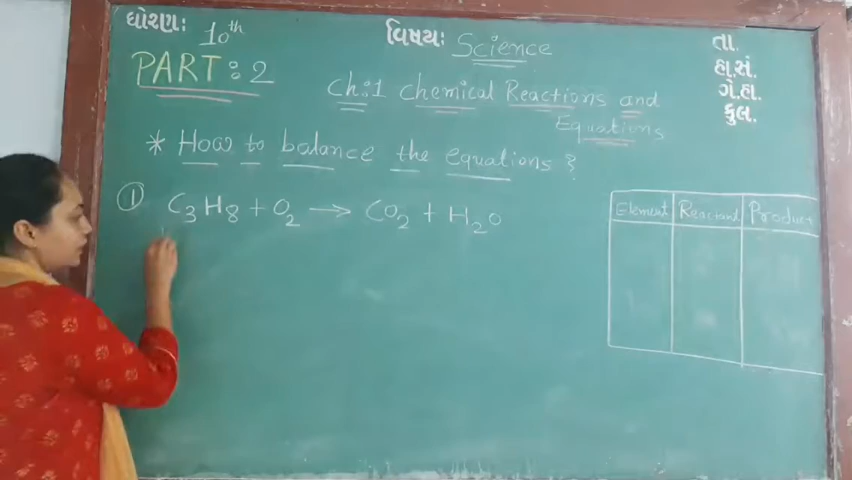 ધોરણ: 10th વિષય: Science તા.
PART: 2 હા.સં.
Ch:1 Chemical Reactions and ગે.હા.
Equations કુલ.
* How to balance the equations ?
① C3H8 + O2 → CO2 + H2O
Element Reactant Product